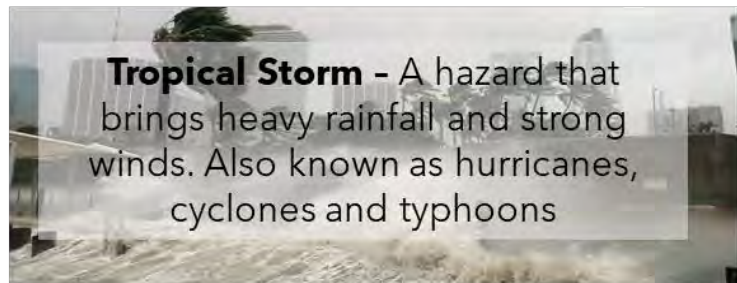 Tropical Storm - A hazard that
brings heavy rainfall and strong
winds. Also known as hurricanes,
cyclones and typhoons